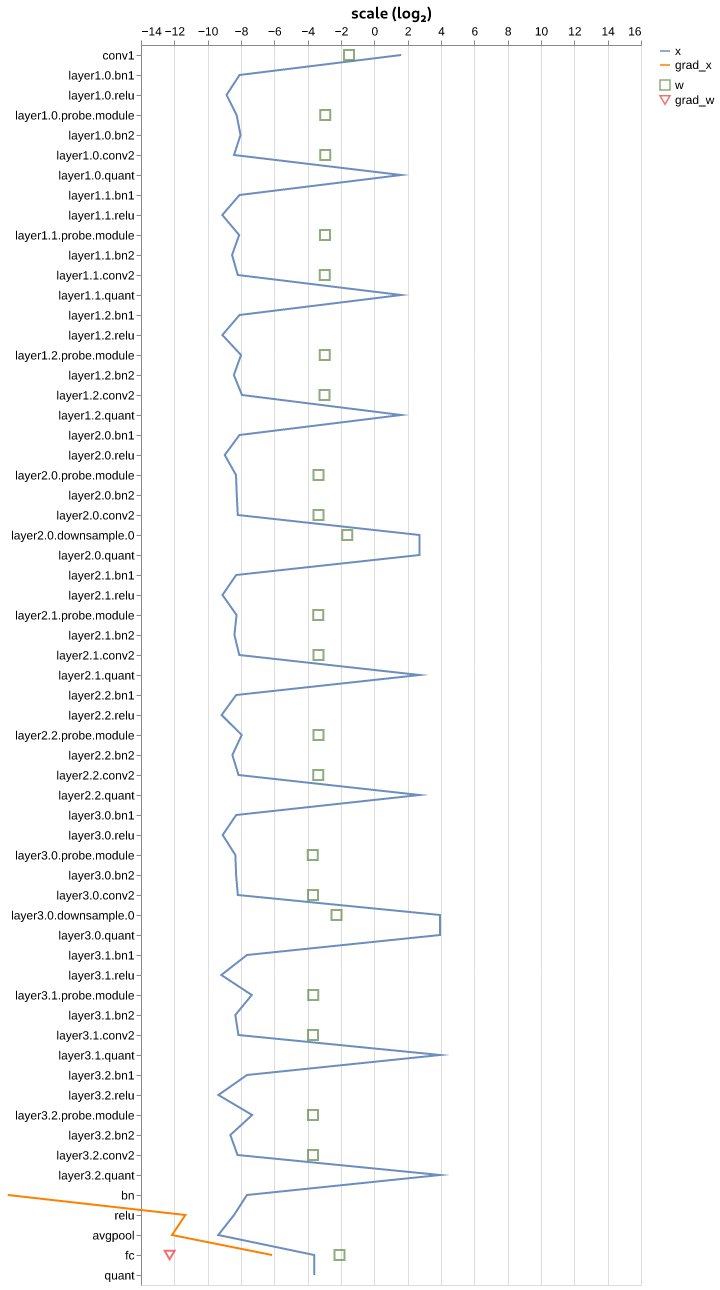 scale (log₂)
−14 −12 −10 −8 −6 −4 −2 0 2 4 6 8 10 12 14 16
x
grad_x
w
grad_w
conv1
layer1.0.bn1
layer1.0.relu
layer1.0.probe.module
layer1.0.bn2
layer1.0.conv2
layer1.0.quant
layer1.1.bn1
layer1.1.relu
layer1.1.probe.module
layer1.1.bn2
layer1.1.conv2
layer1.1.quant
layer1.2.bn1
layer1.2.relu
layer1.2.probe.module
layer1.2.bn2
layer1.2.conv2
layer1.2.quant
layer2.0.bn1
layer2.0.relu
layer2.0.probe.module
layer2.0.bn2
layer2.0.conv2
layer2.0.downsample.0
layer2.0.quant
layer2.1.bn1
layer2.1.relu
layer2.1.probe.module
layer2.1.bn2
layer2.1.conv2
layer2.1.quant
layer2.2.bn1
layer2.2.relu
layer2.2.probe.module
layer2.2.bn2
layer2.2.conv2
layer2.2.quant
layer3.0.bn1
layer3.0.relu
layer3.0.probe.module
layer3.0.bn2
layer3.0.conv2
layer3.0.downsample.0
layer3.0.quant
layer3.1.bn1
layer3.1.relu
layer3.1.probe.module
layer3.1.bn2
layer3.1.conv2
layer3.1.quant
layer3.2.bn1
layer3.2.relu
layer3.2.probe.module
layer3.2.bn2
layer3.2.conv2
layer3.2.quant
bn
relu
avgpool
fc
quant